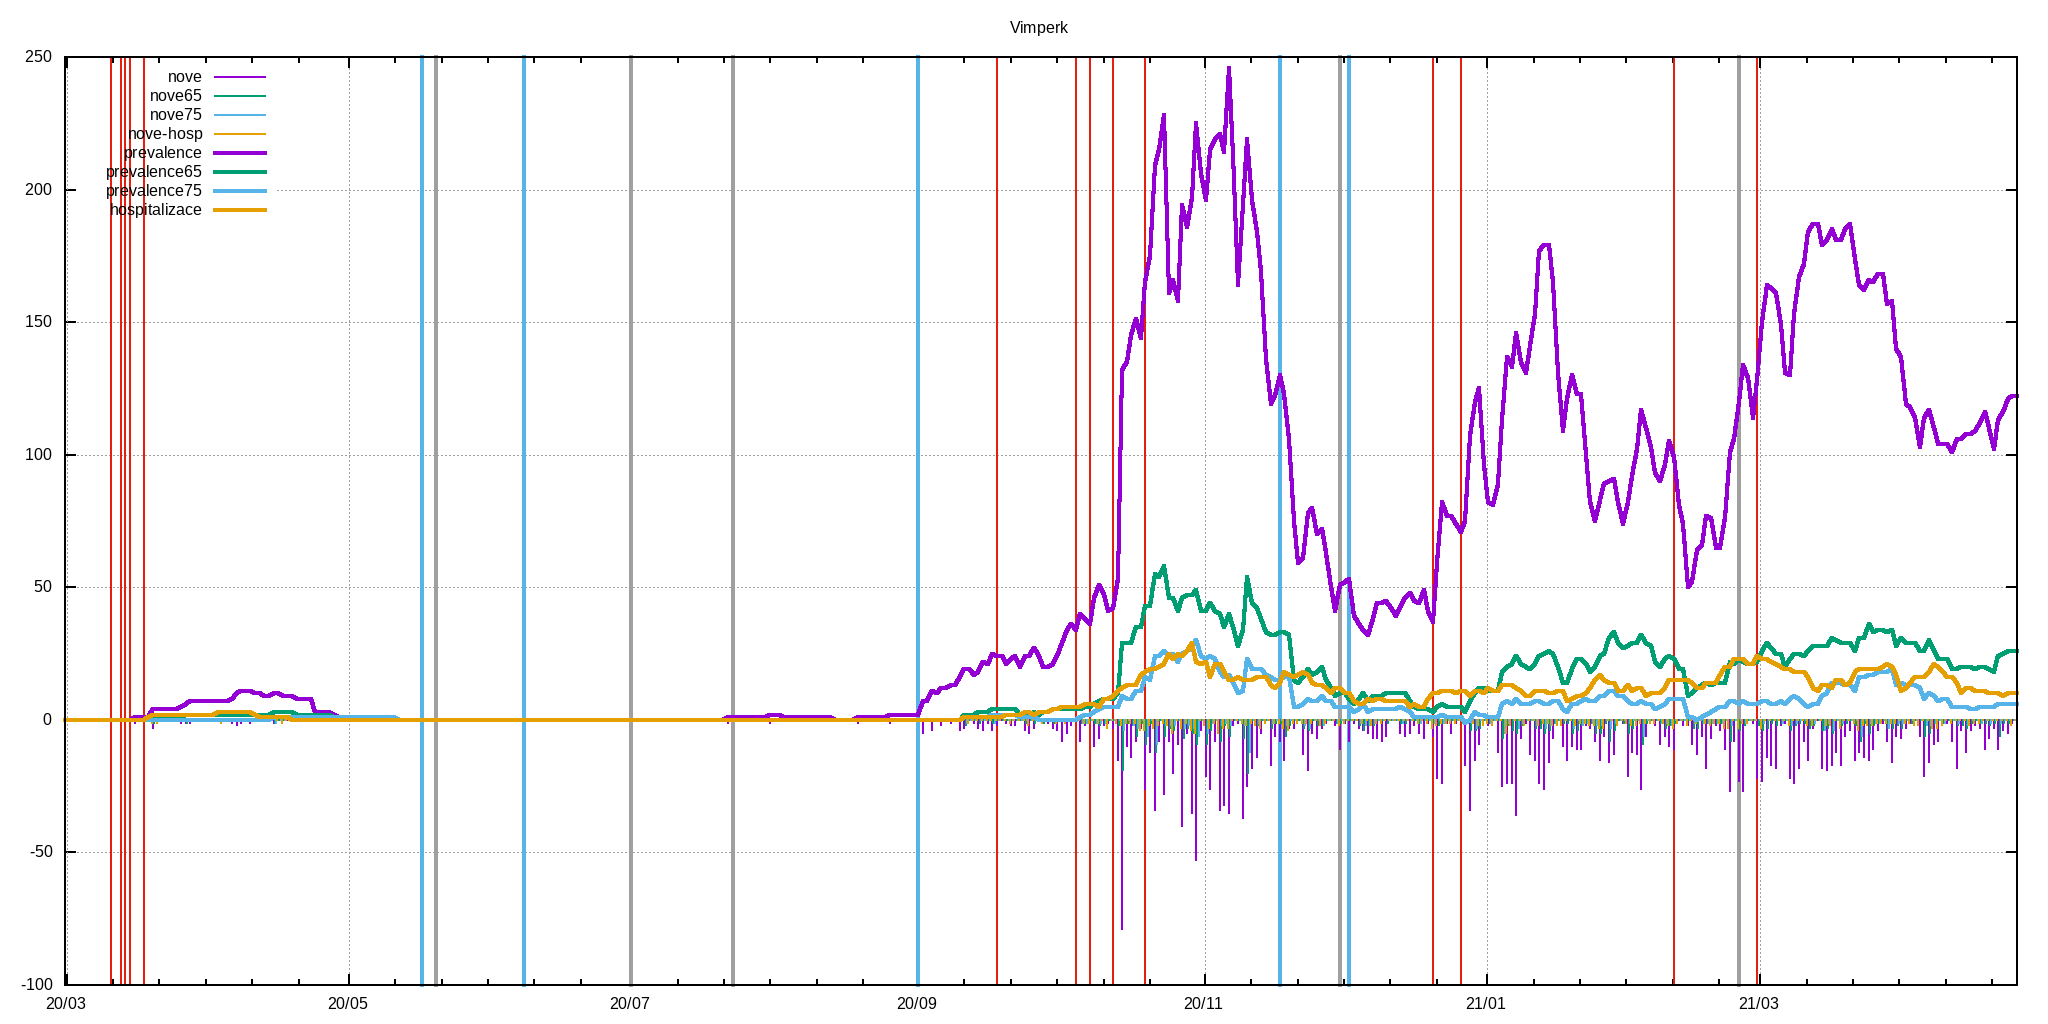 Vimperk
250
200
150
100
50
0
-50
-100
nove
nove65
nove75
nove-hosp
prevalence
prevalence65
prevalence75
hospitalizace
20/03 20/05 20/07 20/09 20/11 21/01 21/03